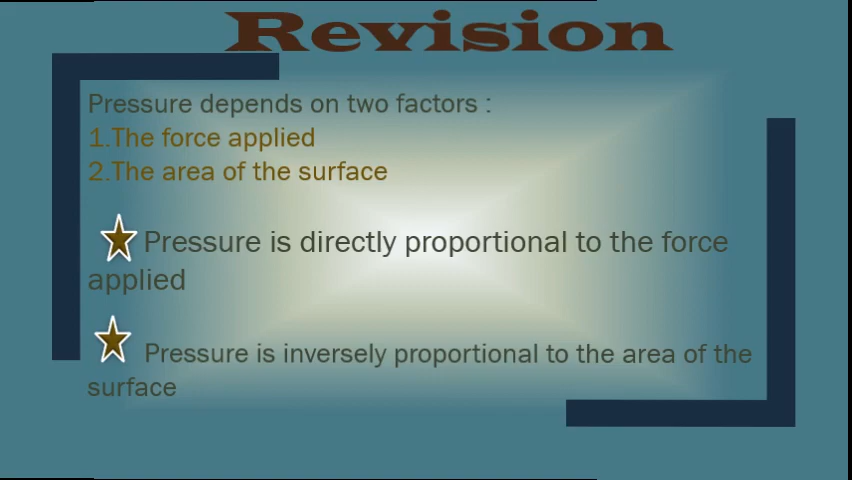 Revision
Pressure depends on two factors :
1.The force applied
2.The area of the surface
Pressure is directly proportional to the force
applied
Pressure is inversely proportional to the area of the
surface